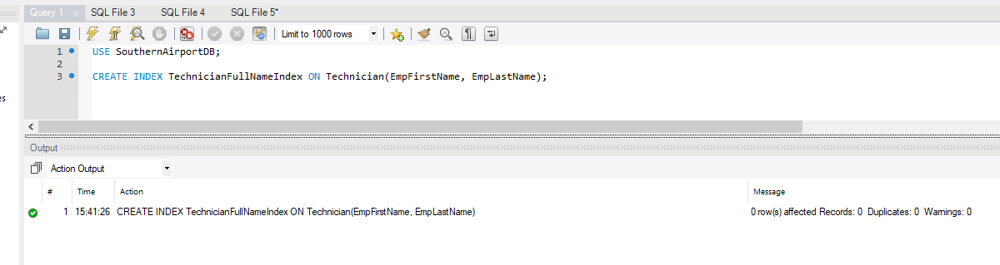 Query 1 SQL File 3 SQL File 4 SQL File 5*
Limit to 1000 rows
1 USE SouthernAirportDB;
2
3 CREATE INDEX TechnicianFullNameIndex ON Technician(EmpFirstName, EmpLastName);
es
Output
Action Output
# Time Action Message
1 15:41:26 CREATE INDEX TechnicianFullNameIndex ON Technician(EmpFirstName, EmpLastName) 0 row(s) affected Records: 0 Duplicates: 0 Warnings: 0